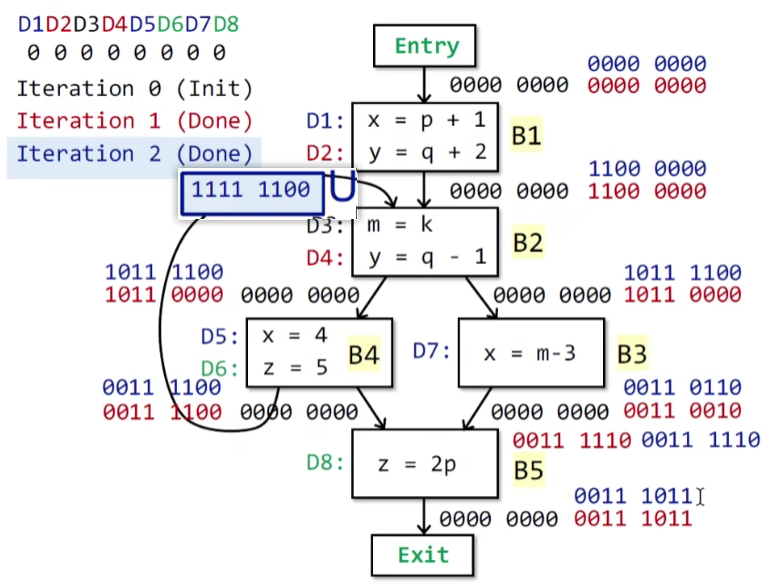 D1D2D3D4D5D6D7D8
0 0 0 0 0 0 0 0
Iteration 0 (Init)
Iteration 1 (Done)
Iteration 2 (Done)
Entry
0000 0000
0000 0000 0000 0000
D1: x = p + 1
D2: y = q + 2
B1
1100 0000
0000 0000 1100 0000
1111 1100 U
D3: m = k
D4: y = q - 1
B2
1011 1100
1011 0000 0000 0000
1011 1100
0000 0000 1011 0000
D5: x = 4
D6: z = 5
B4
D7: x = m-3
B3
0011 1100
0011 1100 0000 0000
0011 0110
0000 0000 0011 0010
0011 1110 0011 1110
D8: z = 2p
B5
0011 1011
0000 0000 0011 1011
Exit